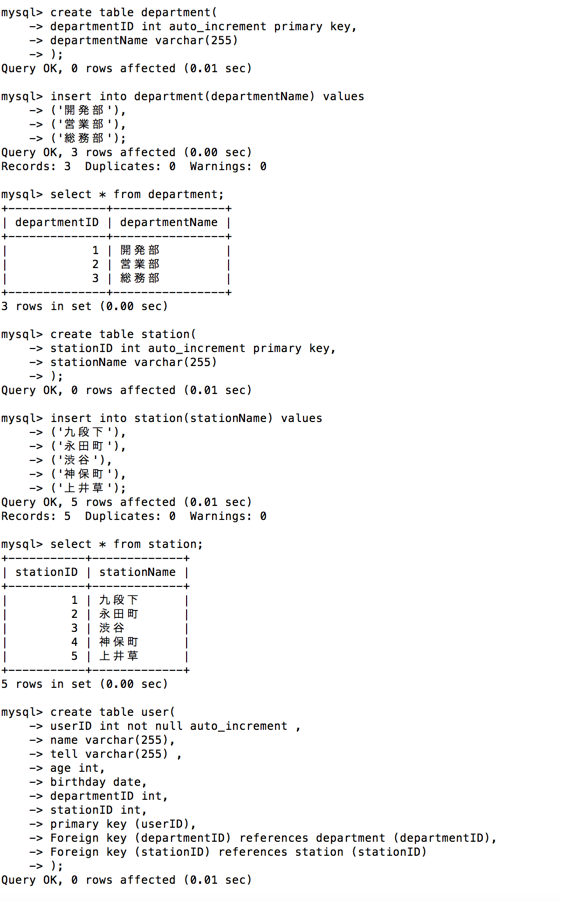 mysql> create table department(
    -> departmentID int auto_increment primary key,
    -> departmentName varchar(255)
    -> );
Query OK, 0 rows affected (0.01 sec)

mysql> insert into department(departmentName) values
    -> ('開発部'),
    -> ('営業部'),
    -> ('総務部');
Query OK, 3 rows affected (0.00 sec)
Records: 3  Duplicates: 0  Warnings: 0

mysql> select * from department;
+--------------+----------------+
| departmentID | departmentName |
+--------------+----------------+
|            1 | 開発部         |
|            2 | 営業部         |
|            3 | 総務部         |
+--------------+----------------+
3 rows in set (0.00 sec)

mysql> create table station(
    -> stationID int auto_increment primary key,
    -> stationName varchar(255)
    -> );
Query OK, 0 rows affected (0.01 sec)

mysql> insert into station(stationName) values
    -> ('九段下'),
    -> ('永田町'),
    -> ('渋谷'),
    -> ('神保町'),
    -> ('上井草');
Query OK, 5 rows affected (0.01 sec)
Records: 5  Duplicates: 0  Warnings: 0

mysql> select * from station;
+-----------+-------------+
| stationID | stationName |
+-----------+-------------+
|         1 | 九段下      |
|         2 | 永田町      |
|         3 | 渋谷        |
|         4 | 神保町      |
|         5 | 上井草      |
+-----------+-------------+
5 rows in set (0.00 sec)

mysql> create table user(
    -> userID int not null auto_increment ,
    -> name varchar(255),
    -> tell varchar(255) ,
    -> age int,
    -> birthday date,
    -> departmentID int,
    -> stationID int,
    -> primary key (userID),
    -> Foreign key (departmentID) references department (departmentID),
    -> Foreign key (stationID) references station (stationID)
    -> );
Query OK, 0 rows affected (0.01 sec)